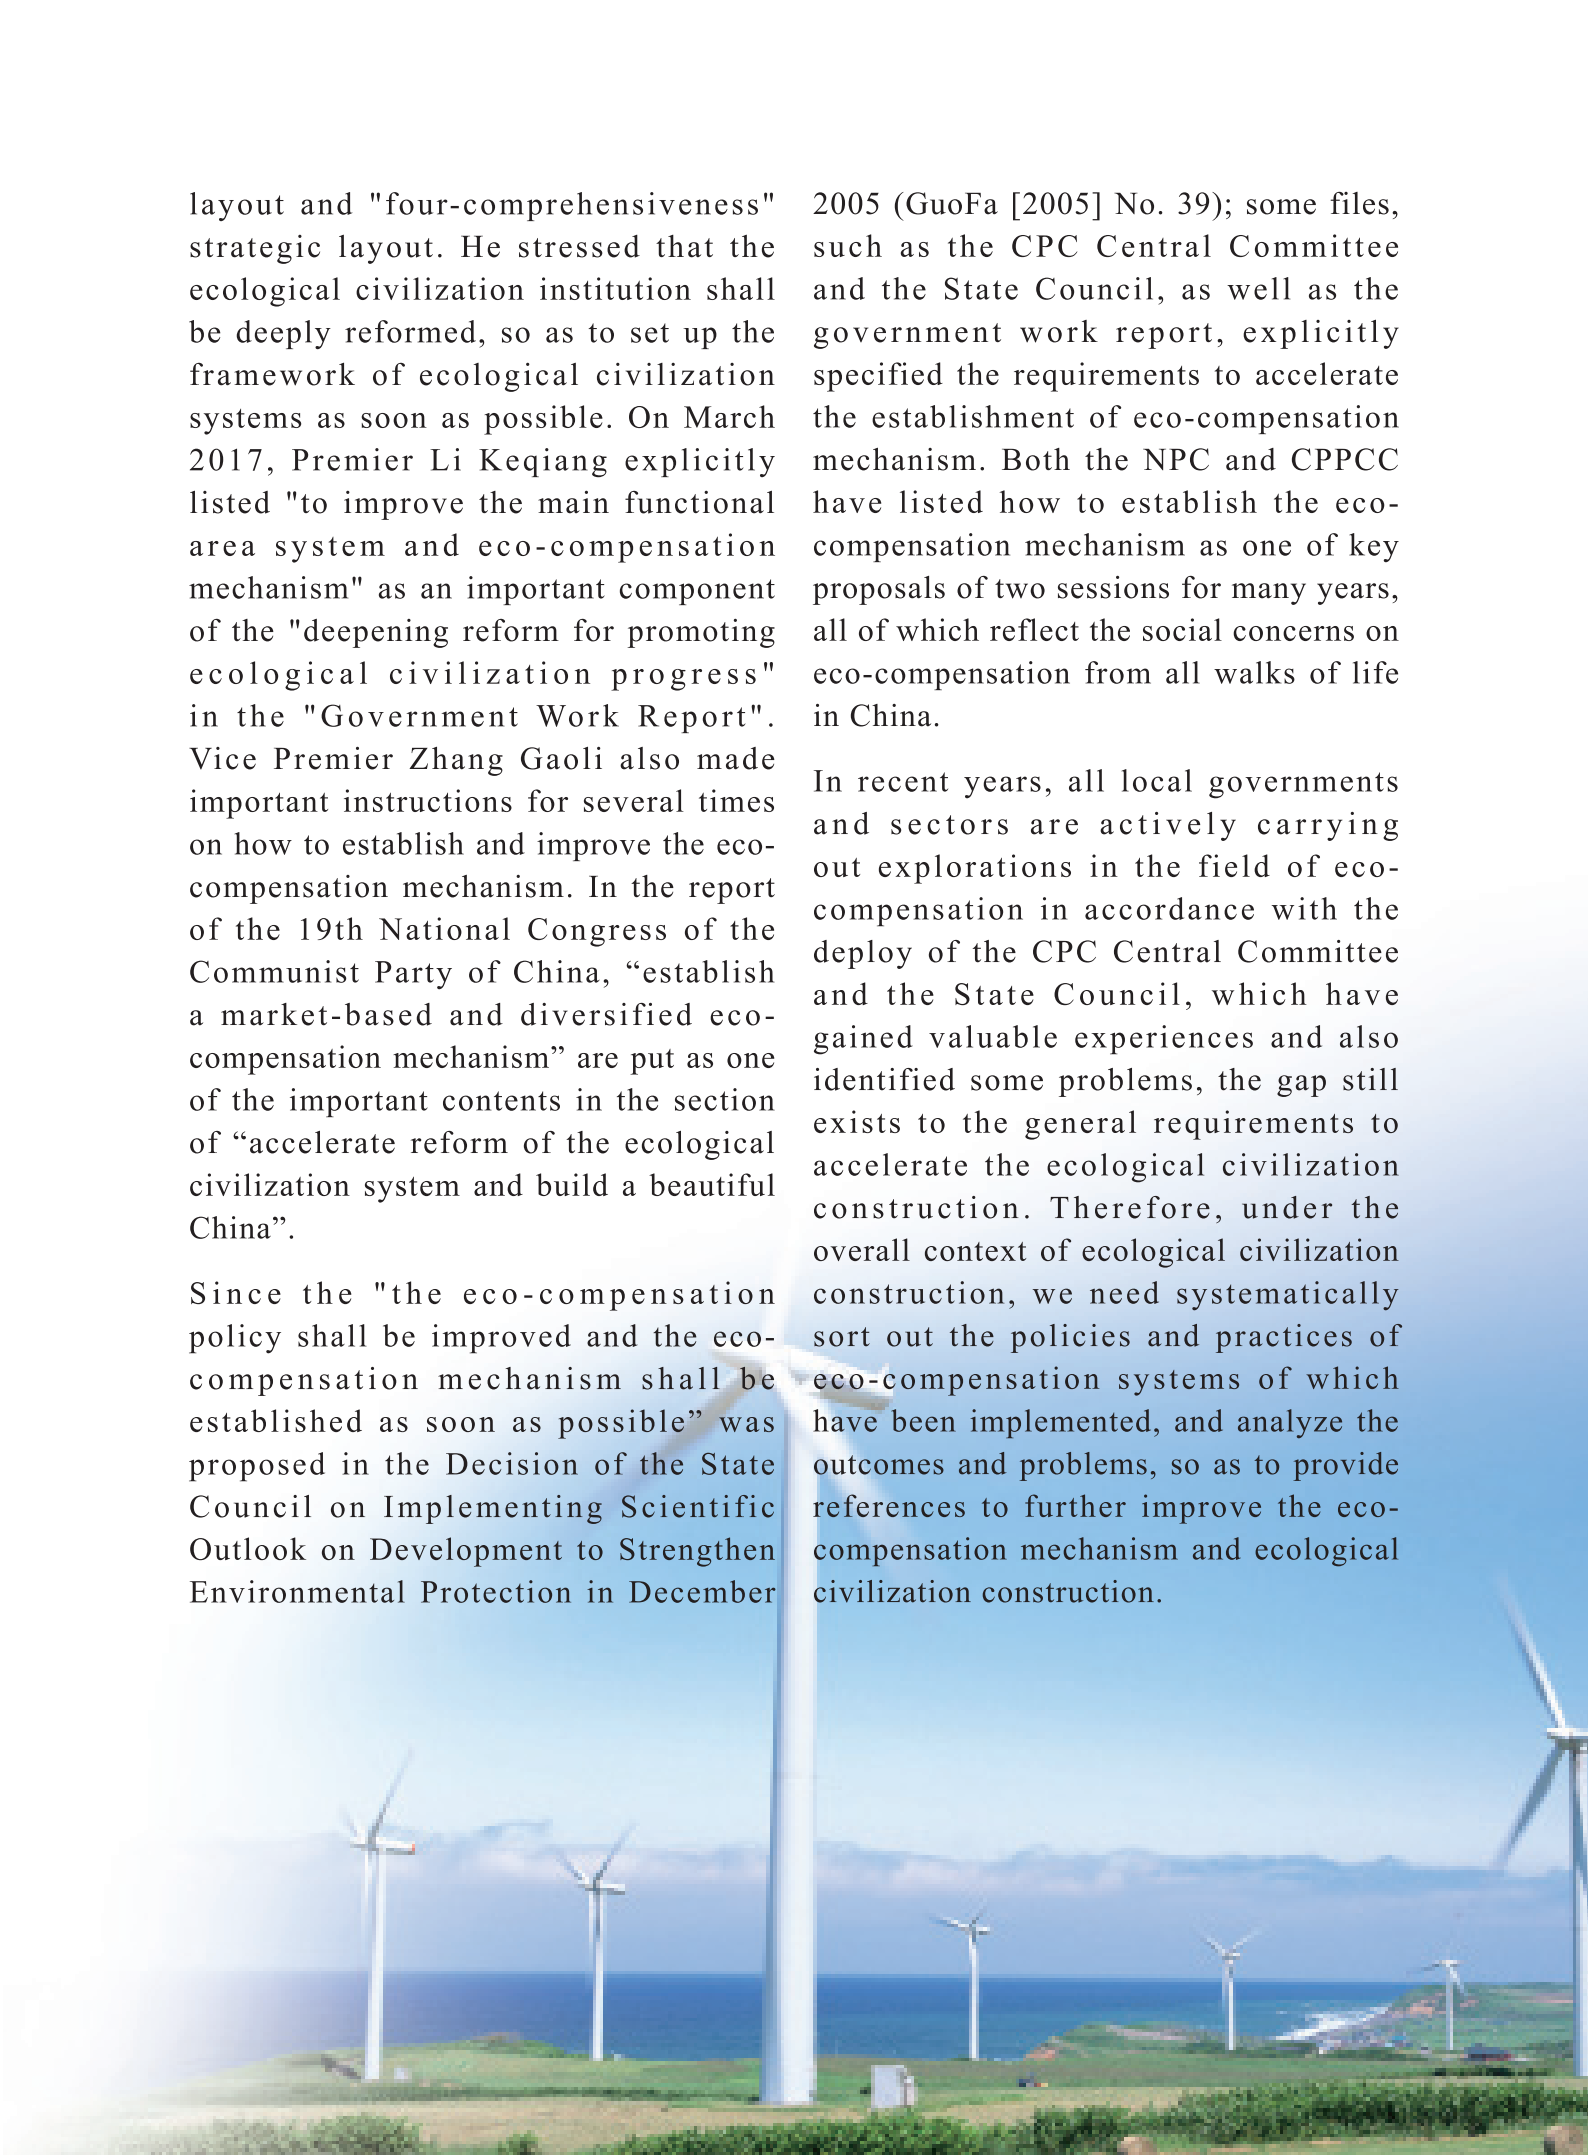 layout and "four-comprehensiveness"
strategic layout. He stressed that the
ecological civilization institution shall
be deeply reformed, so as to set up the
framework of ecological civilization
systems as soon as possible. On March
2017, Premier Li Keqiang explicitly
listed "to improve the main functional
area system and eco-compensation
mechanism" as an important component
of the "deepening reform for promoting
ecological civilization progress"
in the "Government Work Report".
Vice Premier Zhang Gaoli also made
important instructions for several times
on how to establish and improve the eco-
compensation mechanism. In the report
of the 19th National Congress of the
Communist Party of China, “establish
a market-based and diversified eco-
compensation mechanism” are put as one
of the important contents in the section
of “accelerate reform of the ecological
civilization system and build a beautiful
China”.
Since the "the eco-compensation
policy shall be improved and the eco-
compensation mechanism shall be
established as soon as possible” was
proposed in the Decision of the State
Council on Implementing Scientific
Outlook on Development to Strengthen
Environmental Protection in December
2005 (GuoFa [2005] No. 39); some files,
such as the CPC Central Committee
and the State Council, as well as the
government work report, explicitly
specified the requirements to accelerate
the establishment of eco-compensation
mechanism. Both the NPC and CPPCC
have listed how to establish the eco-
compensation mechanism as one of key
proposals of two sessions for many years,
all of which reflect the social concerns on
eco-compensation from all walks of life
in China.
In recent years, all local governments
and sectors are actively carrying
out explorations in the field of eco-
compensation in accordance with the
deploy of the CPC Central Committee
and the State Council, which have
gained valuable experiences and also
identified some problems, the gap still
exists to the general requirements to
accelerate the ecological civilization
construction. Therefore, under the
overall context of ecological civilization
construction, we need systematically
sort out the policies and practices of
eco-compensation systems of which
have been implemented, and analyze the
outcomes and problems, so as to provide
references to further improve the eco-
compensation mechanism and ecological
civilization construction.